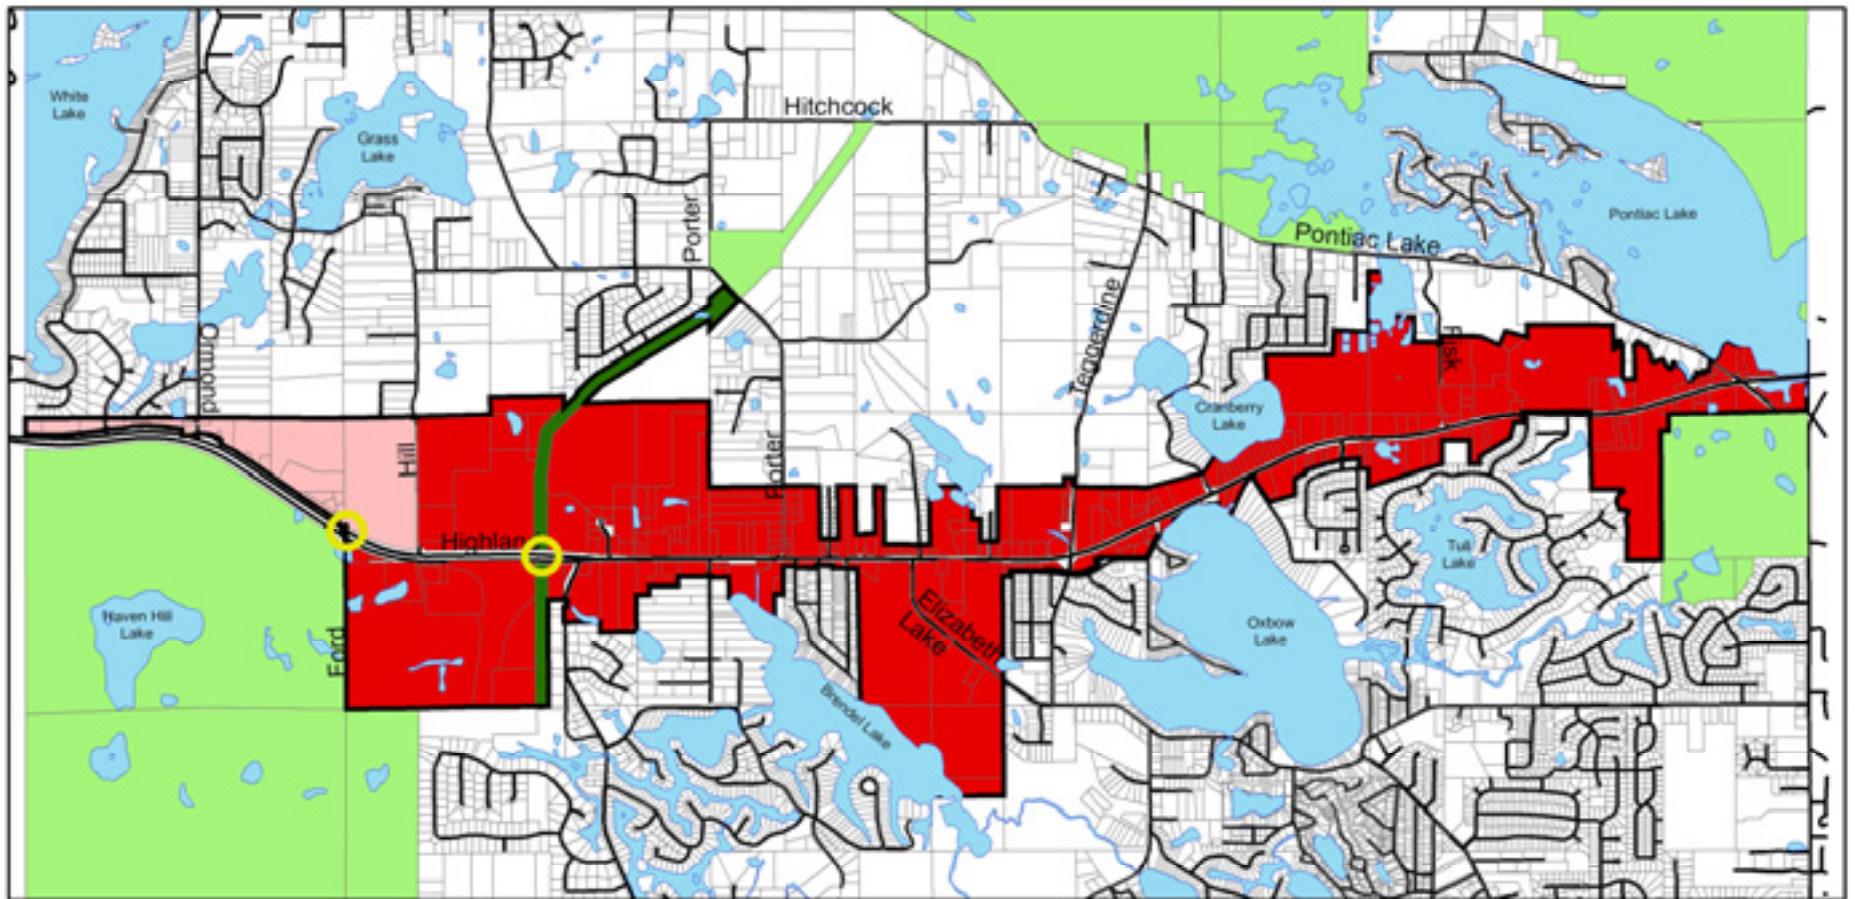 White
Lake
Hitchcock
Grass
Lake
Porter
Pontiac Lake
Pontiac Lake
Ormond
Teggerdine
Fisk
Cranberry
Lake
Hill
Porter
Highlan
Tull
Lake
Haven Hill
Lake
Ford
Elizabeth
Lake
Oxbow
Lake
Brendel Lake